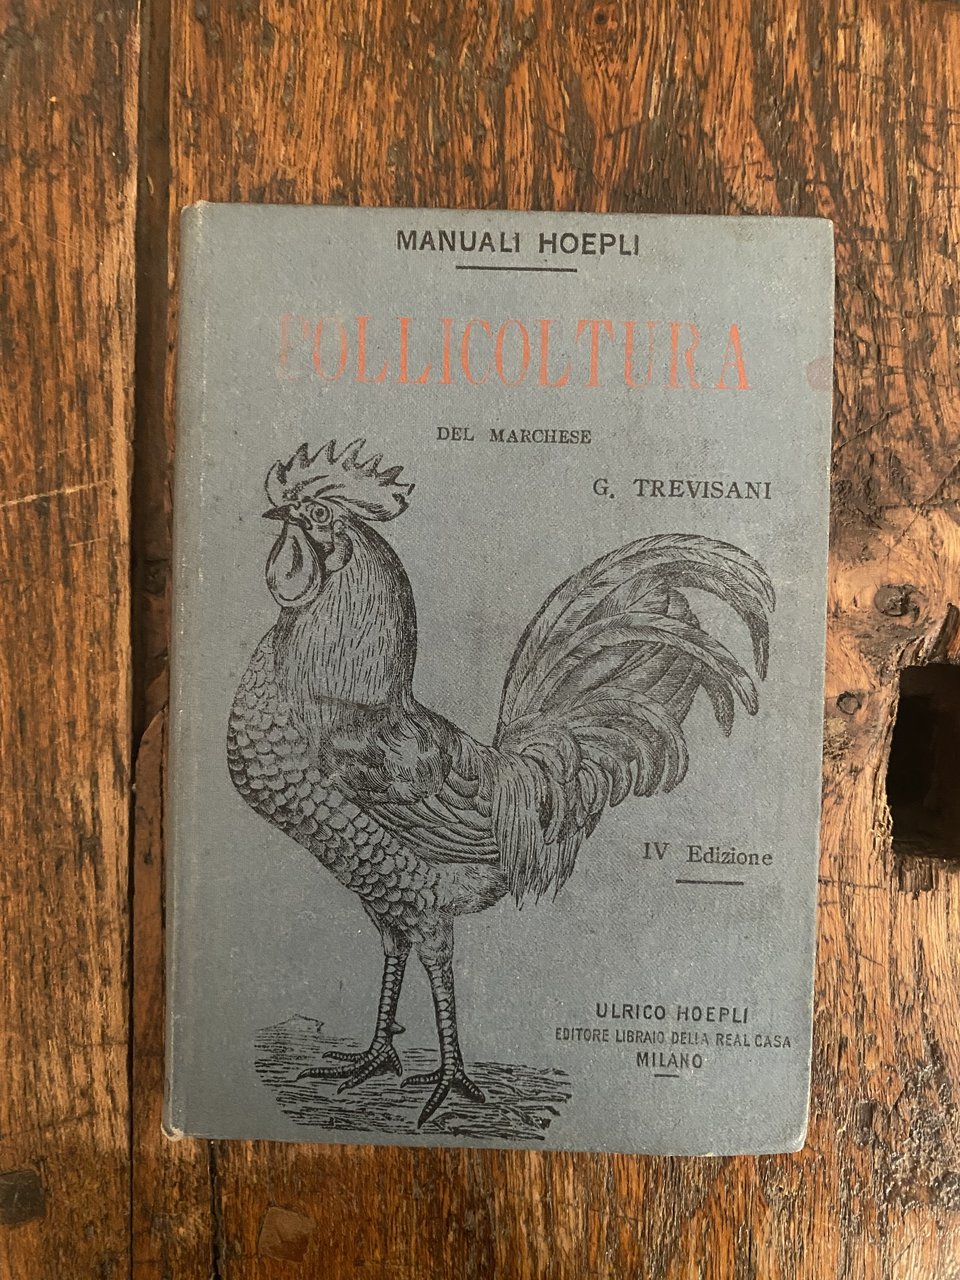 MANUALI HOEPLI
POLLICOLTURA
DEL MARCHESE
G. TREVISANI
IV Edizione
ULRICO HOEPLI
EDITORE LIBRAIO DELLA REAL CASA
MILANO